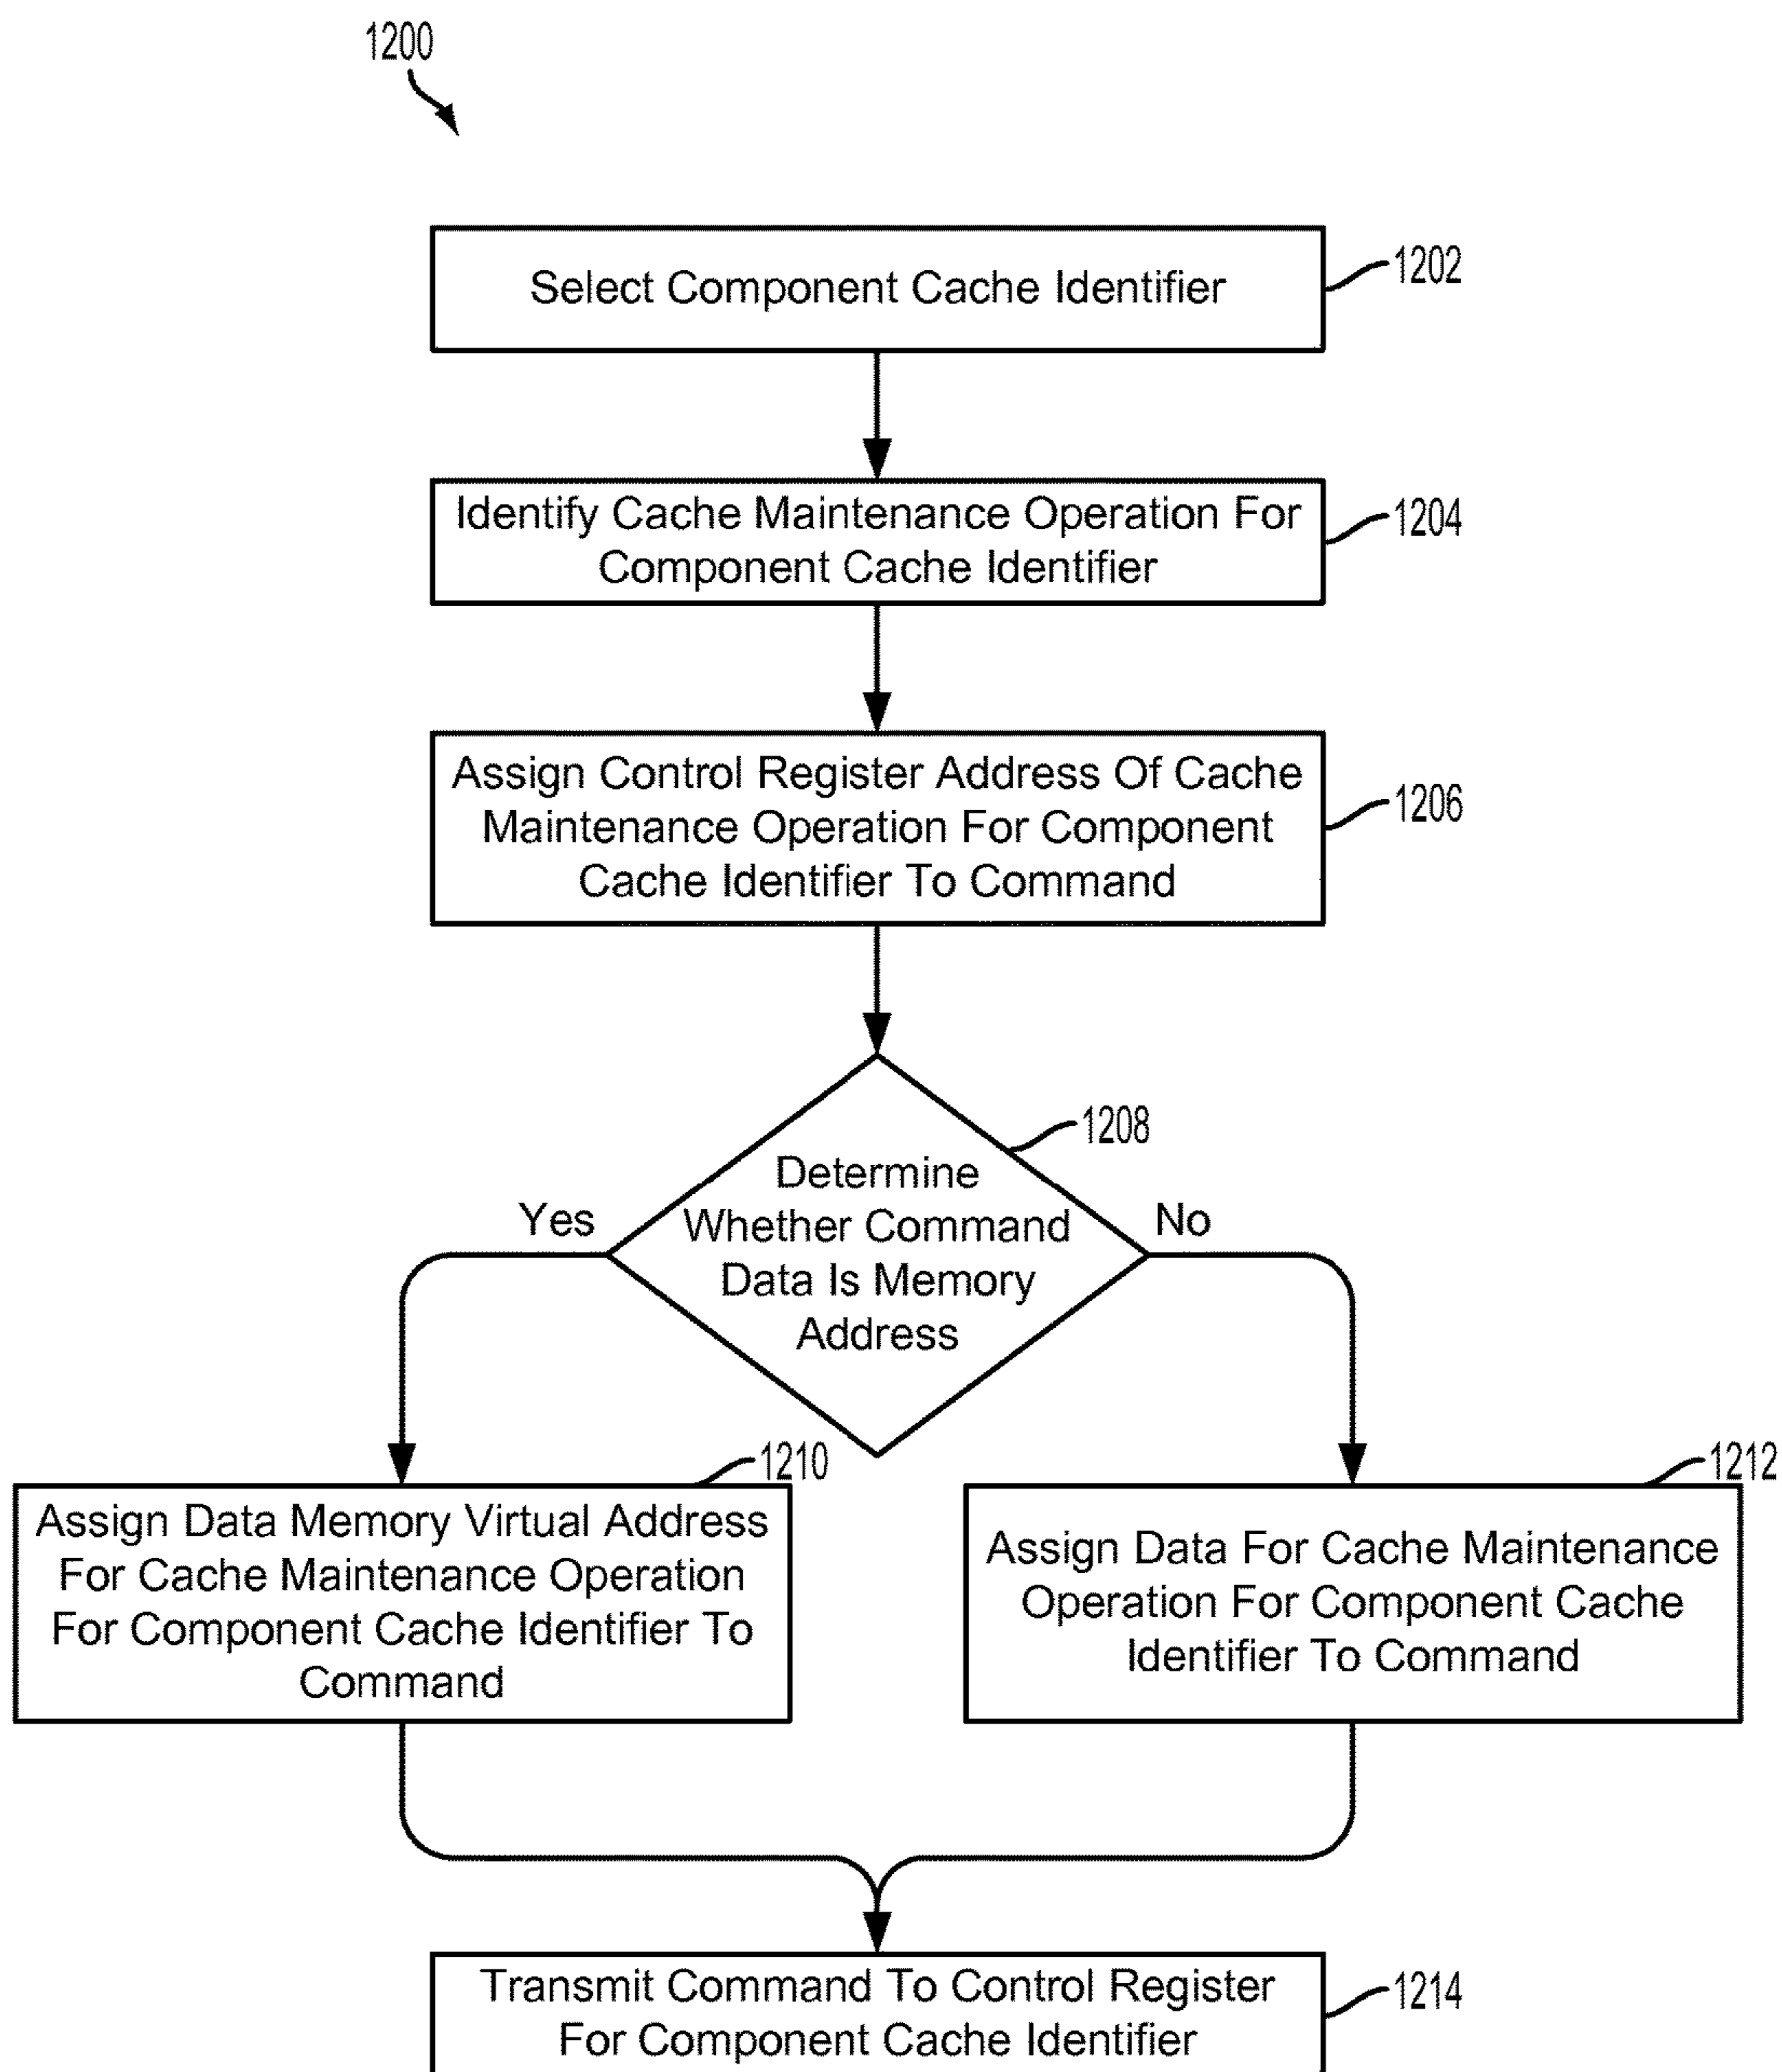 1200
Select Component Cache Identifier
1202
Identify Cache Maintenance Operation For
Component Cache Identifier
1204
Assign Control Register Address Of Cache
Maintenance Operation For Component
Cache Identifier To Command
1206
1208
Determine
Whether Command
Data Is Memory
Address
Yes
No
1210
Assign Data Memory Virtual Address
For Cache Maintenance Operation
For Component Cache Identifier To
Command
1212
Assign Data For Cache Maintenance
Operation For Component Cache
Identifier To Command
Transmit Command To Control Register
For Component Cache Identifier
1214